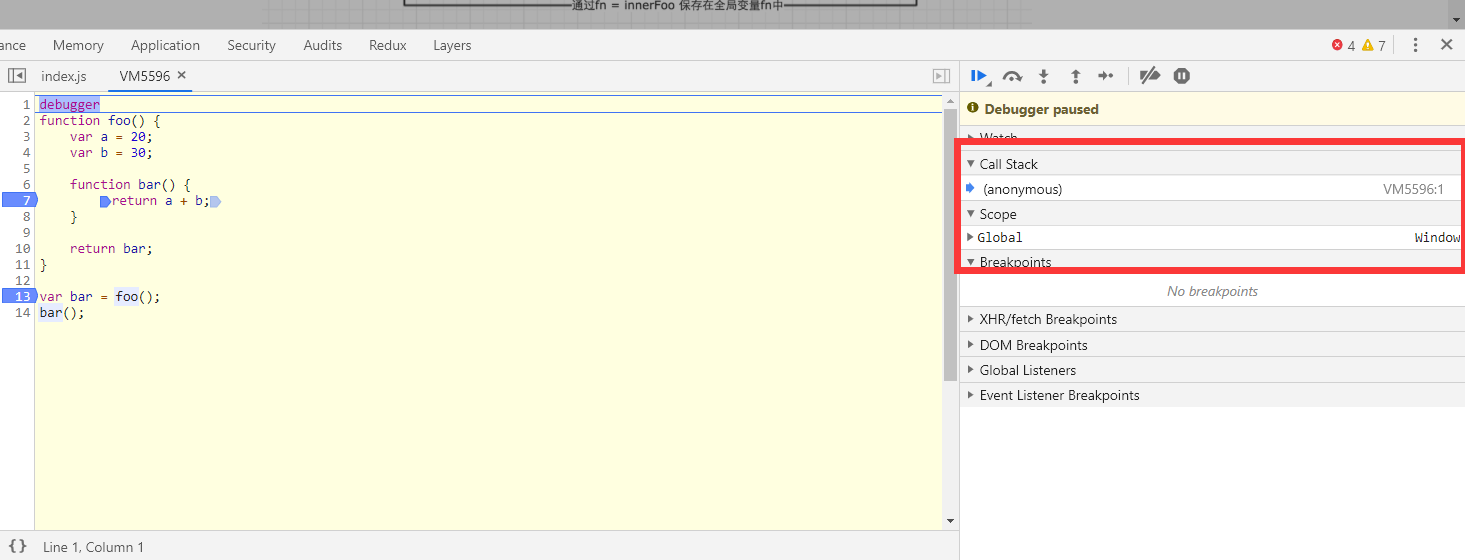 通过fn = innerFoo 保存在全局变量fn中
ance Memory Application Security Audits Redux Layers 4 7
index.js VM5596 ×
1 debugger
2 function foo() {
3 var a = 20;
4 var b = 30;
5
6 function bar() {
7 return a + b;
8 }
9
10 return bar;
11 }
12
13 var bar = foo();
14 bar();
{} Line 1, Column 1
Debugger paused
Watch
Call Stack
(anonymous) VM5596:1
Scope
Global Window
Breakpoints
No breakpoints
XHR/fetch Breakpoints
DOM Breakpoints
Global Listeners
Event Listener Breakpoints